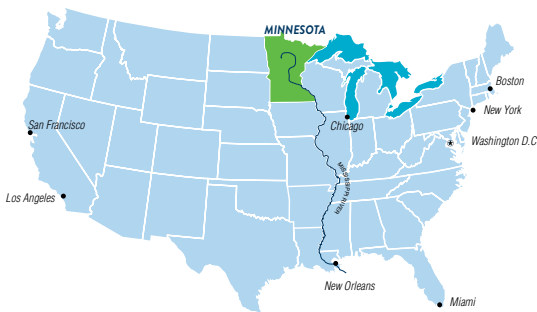 MINNESOTA
Boston
New York
Chicago
San Francisco
Washington D.C
MISSISSIPPI RIVER
Los Angeles
New Orleans
Miami